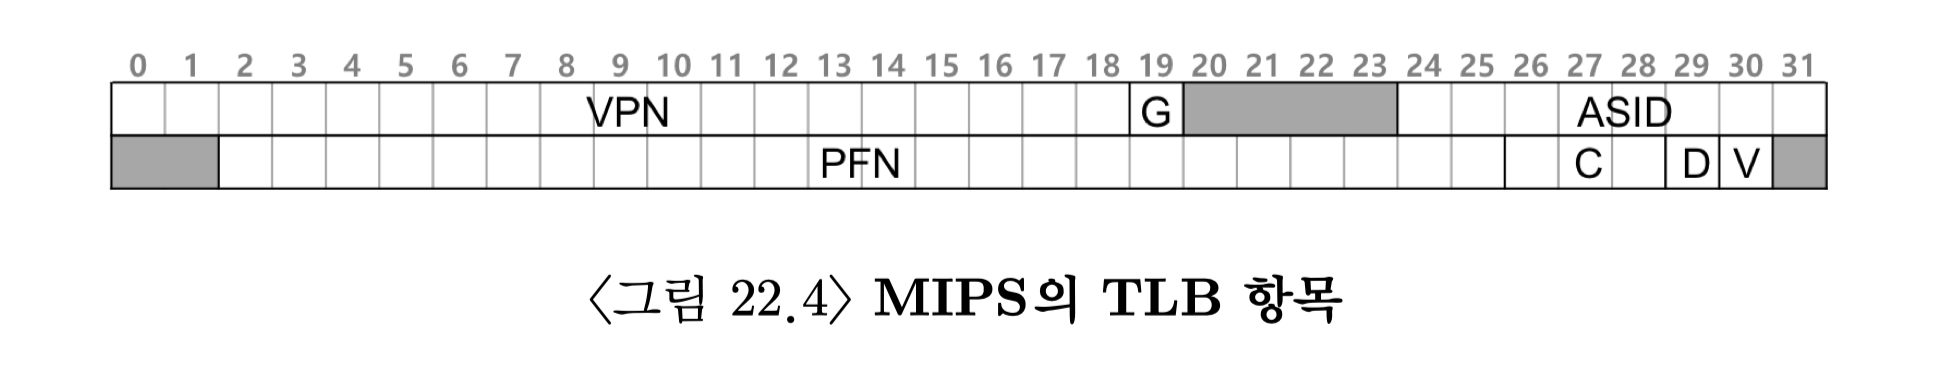 0 1 2 3 4 5 6 7 8 9 10 11 12 13 14 15 16 17 18 19 20 21 22 23 24 25 26 27 28 29 30 31
VPN G ASID
PFN C D V
〈그림 22.4〉 MIPS의 TLB 항목